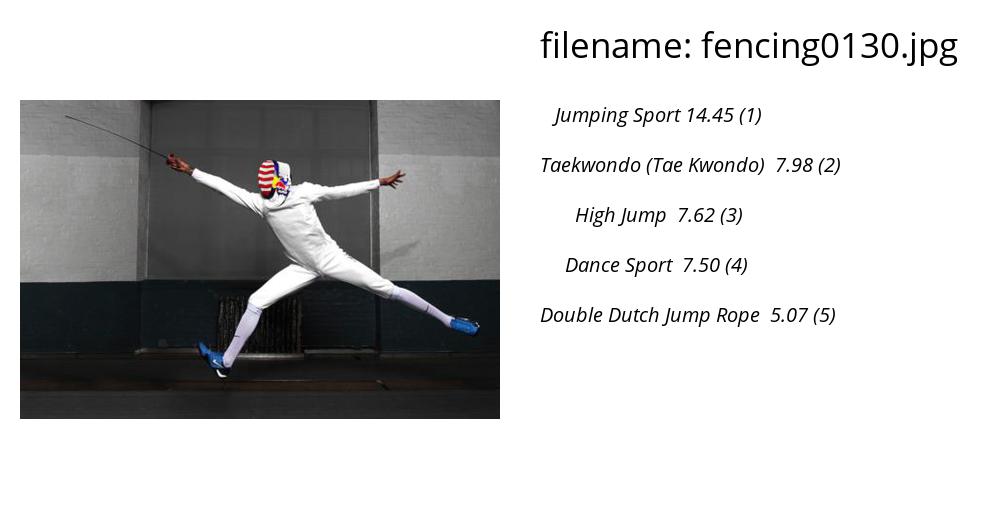 filename: fencing0130.jpg
Jumping Sport 14.45 (1)
Taekwondo (Tae Kwondo) 7.98 (2)
High Jump 7.62 (3)
Dance Sport 7.50 (4)
Double Dutch Jump Rope 5.07 (5)